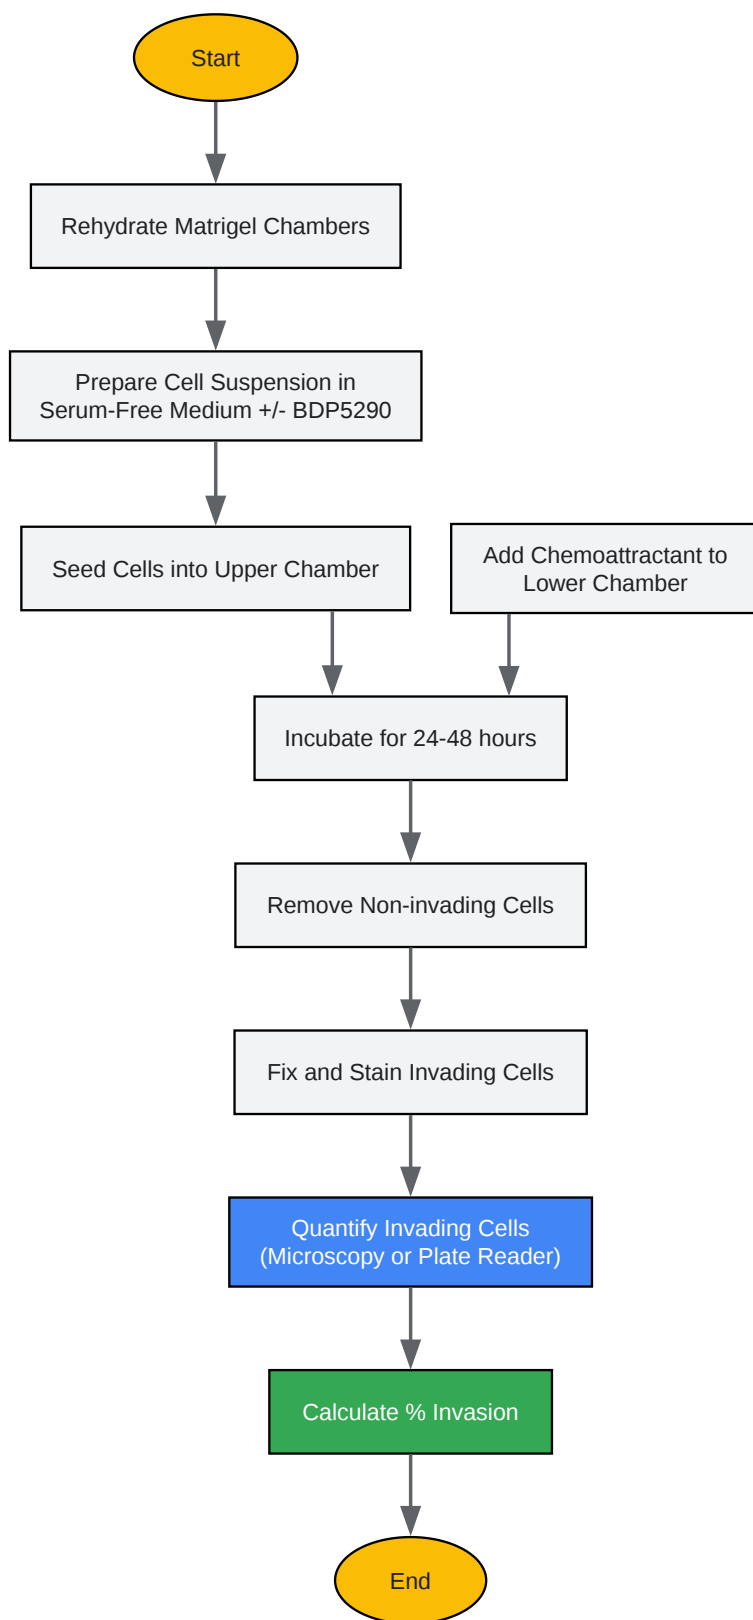 Start
Rehydrate Matrigel Chambers
Prepare Cell Suspension in
Serum-Free Medium +/- BDP5290
Seed Cells into Upper Chamber
Add Chemoattractant to
Lower Chamber
Incubate for 24-48 hours
Remove Non-invading Cells
Fix and Stain Invading Cells
Quantify Invading Cells
(Microscopy or Plate Reader)
Calculate % Invasion
End